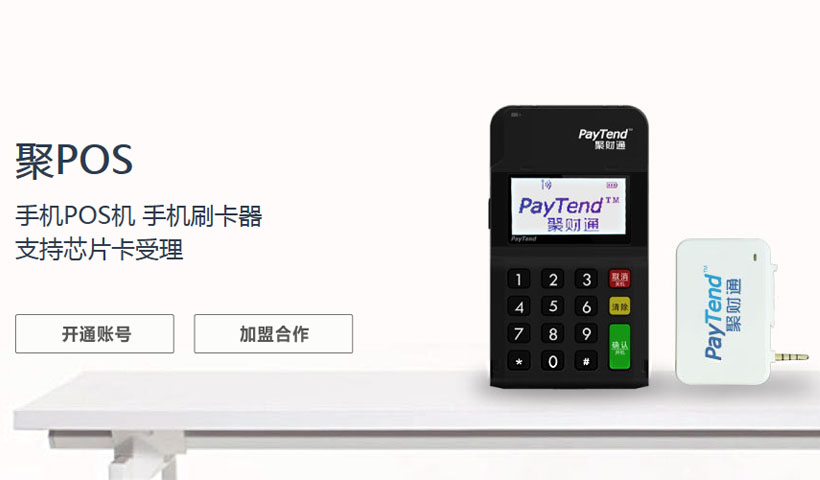 聚POS
手机POS机 手机刷卡器
支持芯片卡受理
开通账号
加盟合作
PayTend™
聚财通
PayTend™
聚财通
PayTend
1 2 3 取消
4 5 6 清除
7 8 9 确认
* 0 #
PayTend™
聚财通